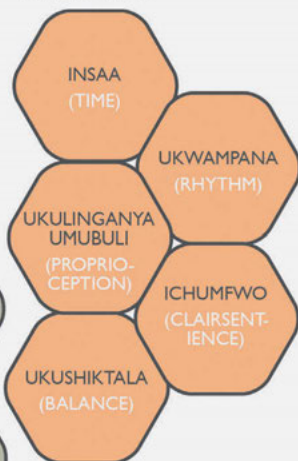 INSAA
(TIME)
UKWAMPANA
(RHYTHM)
UKULINGANYA
UMUBULI
(PROPRIO-
CEPTION)
ICHUMFWO
(CLAIRSENT-
IENCE)
UKUSHIKTALA
(BALANCE)